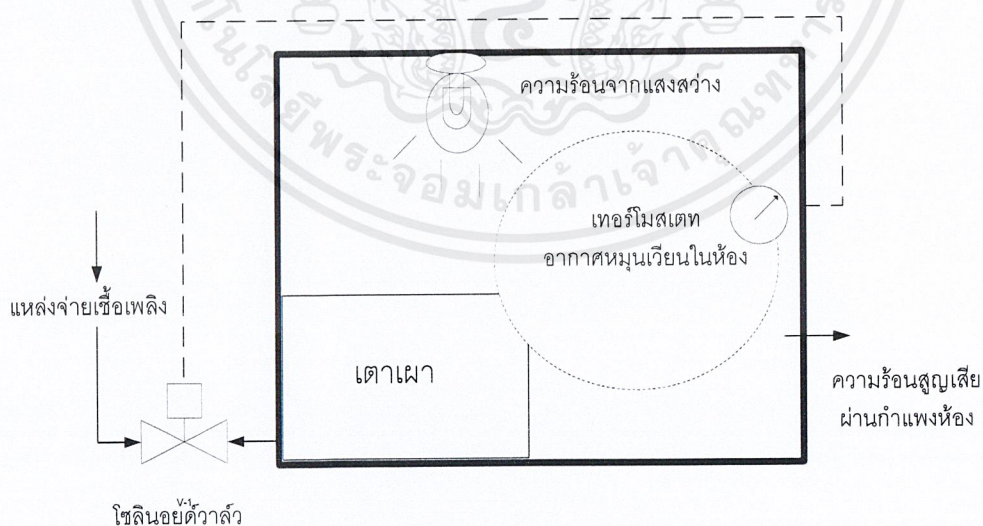 ความร้อนจากแสงสว่าง
เทอร์โมสเตท
อากาศหมุนเวียนในห้อง
แหล่งจ่ายเชื้อเพลิง
เตาเผา
ความร้อนสูญเสีย
ผ่านกำแพงห้อง
V-1
โซลินอยด์วาล์ว